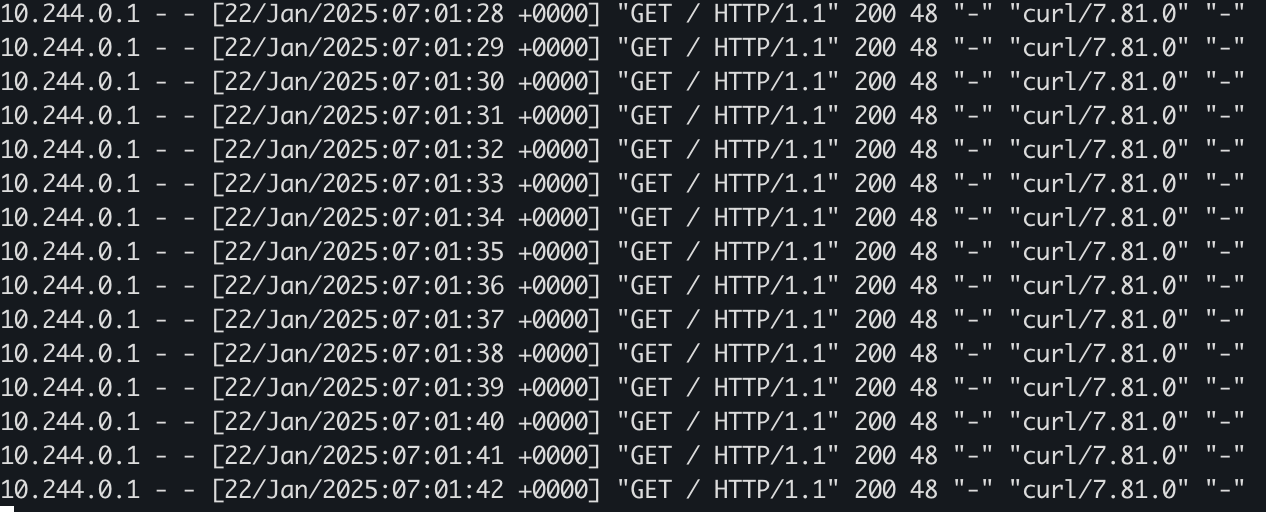 10.244.0.1 - - [22/Jan/2025:07:01:28 +0000] "GET / HTTP/1.1" 200 48 "-" "curl/7.81.0" "-"
10.244.0.1 - - [22/Jan/2025:07:01:29 +0000] "GET / HTTP/1.1" 200 48 "-" "curl/7.81.0" "-"
10.244.0.1 - - [22/Jan/2025:07:01:30 +0000] "GET / HTTP/1.1" 200 48 "-" "curl/7.81.0" "-"
10.244.0.1 - - [22/Jan/2025:07:01:31 +0000] "GET / HTTP/1.1" 200 48 "-" "curl/7.81.0" "-"
10.244.0.1 - - [22/Jan/2025:07:01:32 +0000] "GET / HTTP/1.1" 200 48 "-" "curl/7.81.0" "-"
10.244.0.1 - - [22/Jan/2025:07:01:33 +0000] "GET / HTTP/1.1" 200 48 "-" "curl/7.81.0" "-"
10.244.0.1 - - [22/Jan/2025:07:01:34 +0000] "GET / HTTP/1.1" 200 48 "-" "curl/7.81.0" "-"
10.244.0.1 - - [22/Jan/2025:07:01:35 +0000] "GET / HTTP/1.1" 200 48 "-" "curl/7.81.0" "-"
10.244.0.1 - - [22/Jan/2025:07:01:36 +0000] "GET / HTTP/1.1" 200 48 "-" "curl/7.81.0" "-"
10.244.0.1 - - [22/Jan/2025:07:01:37 +0000] "GET / HTTP/1.1" 200 48 "-" "curl/7.81.0" "-"
10.244.0.1 - - [22/Jan/2025:07:01:38 +0000] "GET / HTTP/1.1" 200 48 "-" "curl/7.81.0" "-"
10.244.0.1 - - [22/Jan/2025:07:01:39 +0000] "GET / HTTP/1.1" 200 48 "-" "curl/7.81.0" "-"
10.244.0.1 - - [22/Jan/2025:07:01:40 +0000] "GET / HTTP/1.1" 200 48 "-" "curl/7.81.0" "-"
10.244.0.1 - - [22/Jan/2025:07:01:41 +0000] "GET / HTTP/1.1" 200 48 "-" "curl/7.81.0" "-"
10.244.0.1 - - [22/Jan/2025:07:01:42 +0000] "GET / HTTP/1.1" 200 48 "-" "curl/7.81.0" "-"